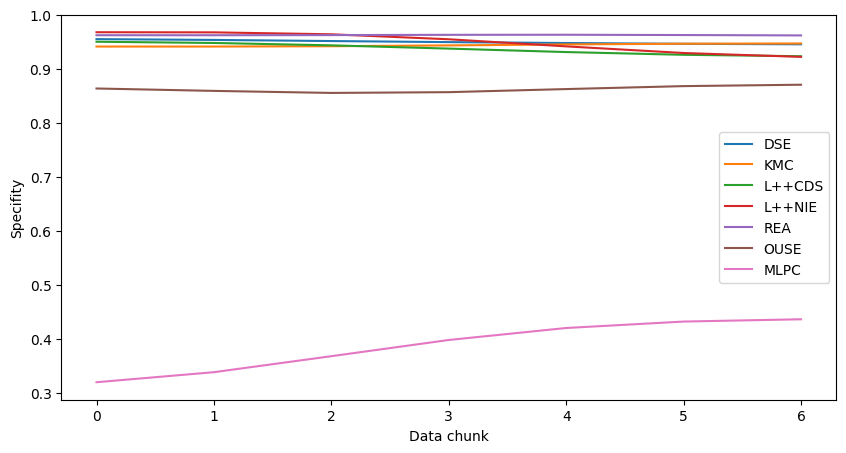 1.0
0.9
0.8
0.7
0.6
0.5
0.4
0.3
Specifity
0
1
2
3
4
5
6
Data chunk
DSE
KMC
L++CDS
L++NIE
REA
OUSE
MLPC